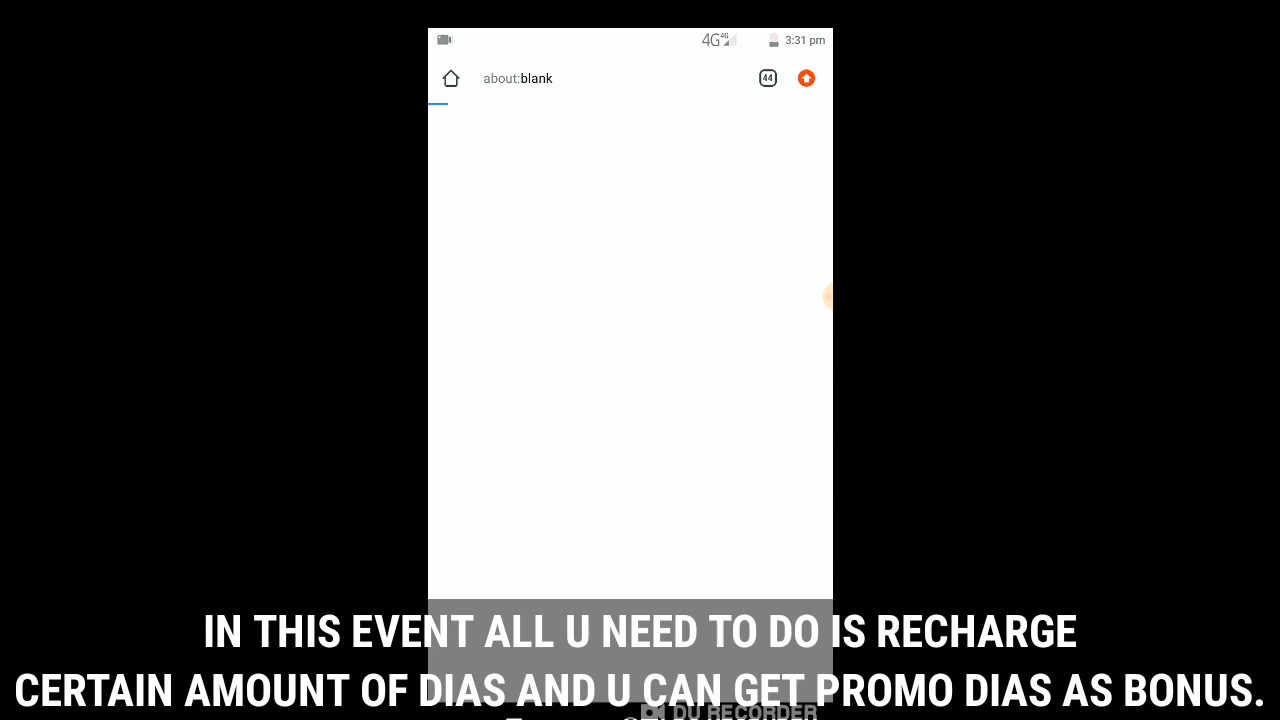 4G 4G 3:31 pm
about:blank 44
IN THIS EVENT ALL U NEED TO DO IS RECHARGE
CERTAIN AMOUNT OF DIAS AND U CAN GET PROMO DIAS AS BONUS.
DU RECORDER